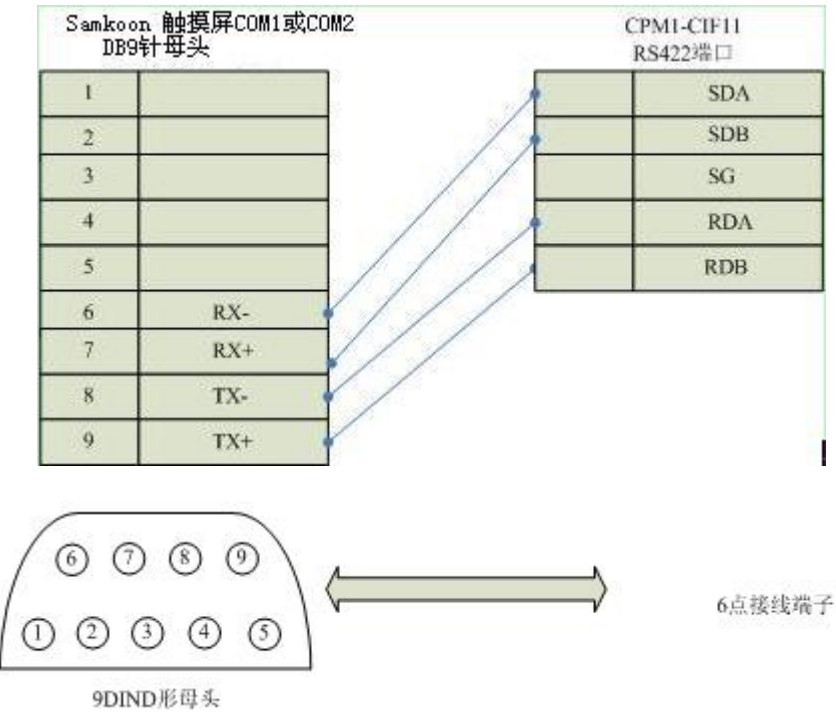 Samkoon 触摸屏COM1或COM2
DB9针母头
CPM1-CIF11
RS422端口
1
2
3
4
5
6 RX-
7 RX+
8 TX-
9 TX+
SDA
SDB
SG
RDA
RDB
6 7 8 9
1 2 3 4 5
9DIND形母头
6点接线端子